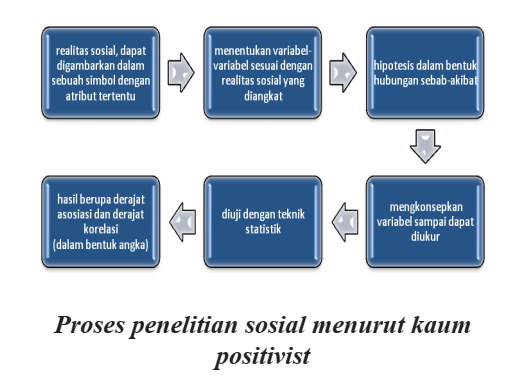 realitas sosial, dapat
digambarkan dalam
sebuah simbol dengan
atribut tertentu
menentukan variabel-
variabel sesuai dengan
realitas sosial yang
diangkat
hipotesis dalam bentuk
hubungan sebab-akibat
mengkonsepkan
variabel sampai dapat
diukur
diuji dengan teknik
statistik
hasil berupa derajat
asosiasi dan derajat
korelasi
(dalam bentuk angka)
Proses penelitian sosial menurut kaum
positivist